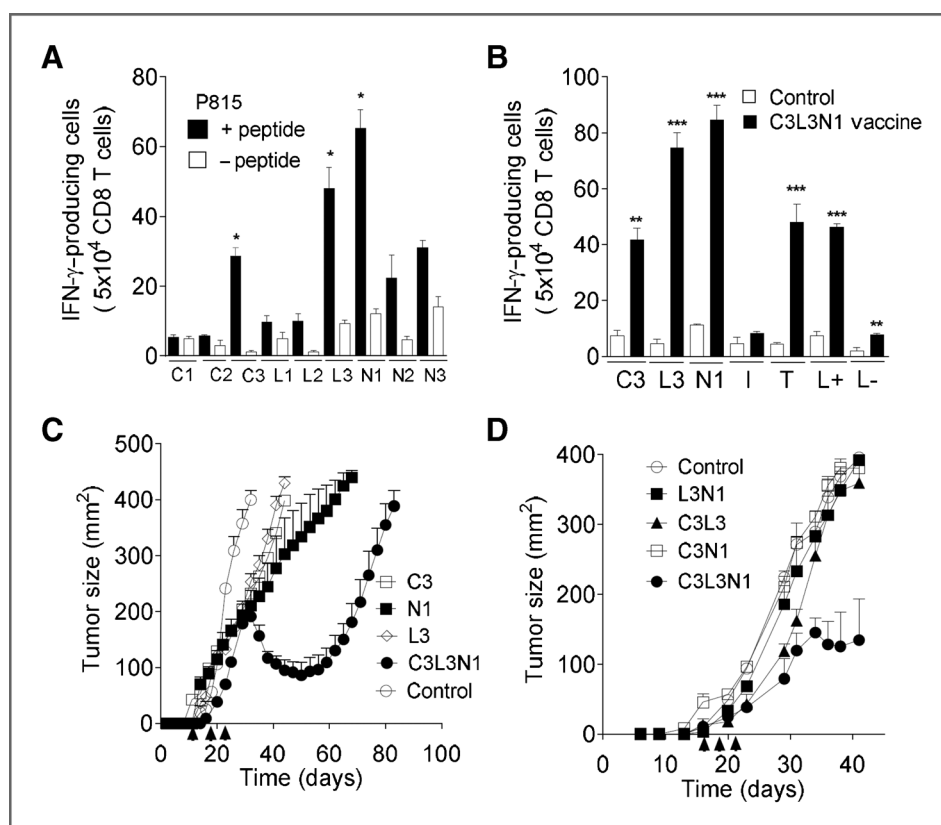 A
IFN-γ-producing cells
( 5x10⁴ CD8 T cells)
80
60
40
20
0
P815
+ peptide
– peptide
*
*
*
C1 C2 C3 L1 L2 L3 N1 N2 N3
B
IFN-γ-producing cells
( 5x10⁴ CD8 T cells)
100
80
60
40
20
0
Control
C3L3N1 vaccine
**
***
***
***
***
**
C3 L3 N1 I T L+ L-
C
Tumor size (mm²)
500
400
300
200
100
0
C3
N1
L3
C3L3N1
Control
0 20 40 60 80 100
Time (days)
D
Tumor size (mm²)
400
300
200
100
0
Control
L3N1
C3L3
C3N1
C3L3N1
0 10 20 30 40
Time (days)